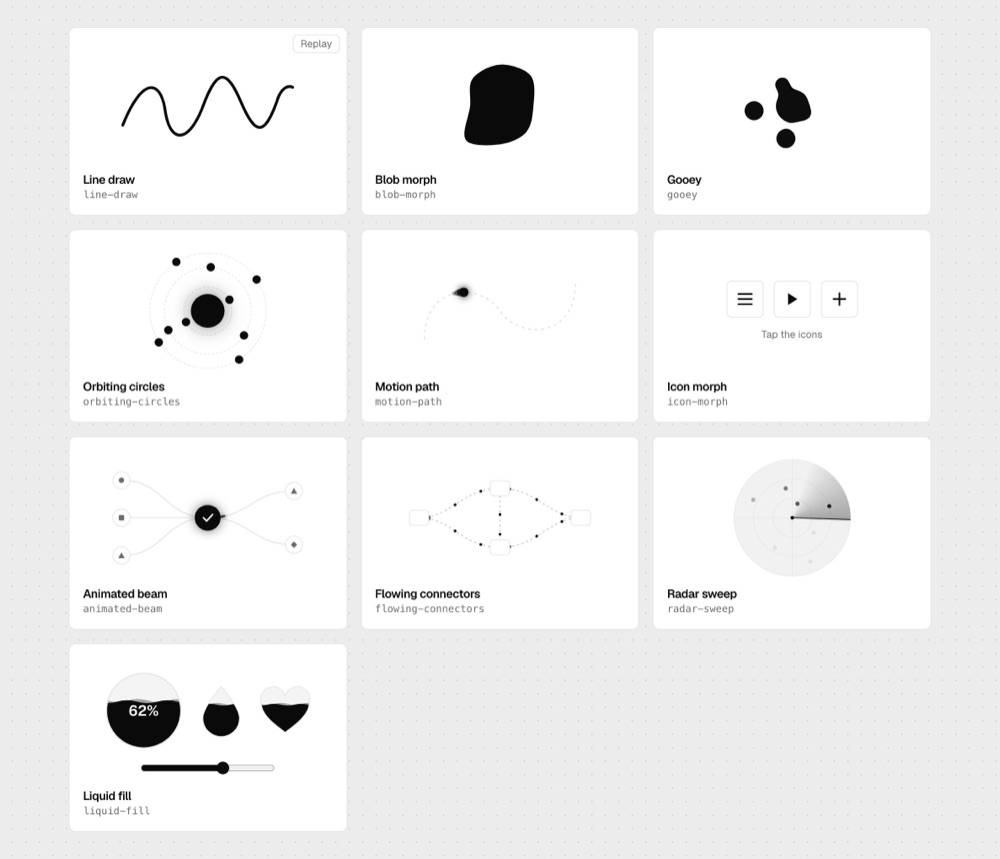 Replay
Line draw
line-draw
Blob morph
blob-morph
Gooey
gooey
Orbiting circles
orbiting-circles
Motion path
motion-path
Tap the icons
Icon morph
icon-morph
Animated beam
animated-beam
Flowing connectors
flowing-connectors
Radar sweep
radar-sweep
62%
Liquid fill
liquid-fill